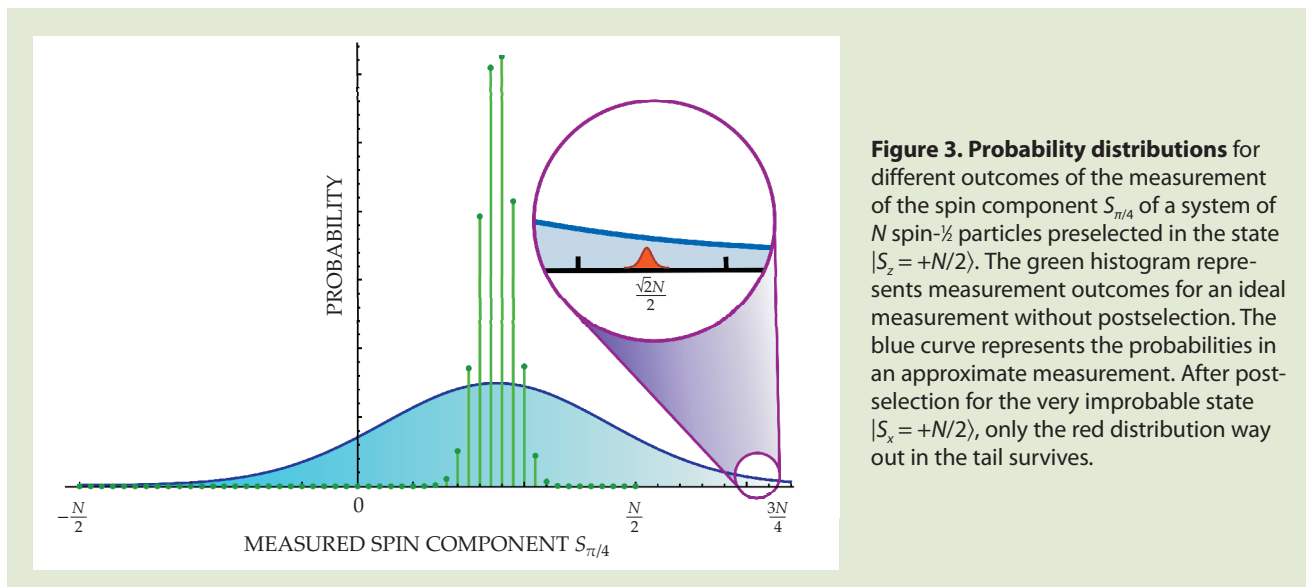 PROBABILITY
√2N/2
−N/2
0
N/2
3N/4
MEASURED SPIN COMPONENT Sπ/4
Figure 3. Probability distributions for
different outcomes of the measurement
of the spin component Sπ/4 of a system of
N spin-½ particles preselected in the state
|Sz = +N/2⟩. The green histogram repre-
sents measurement outcomes for an ideal
measurement without postselection. The
blue curve represents the probabilities in
an approximate measurement. After post-
selection for the very improbable state
|Sx = +N/2⟩, only the red distribution way
out in the tail survives.